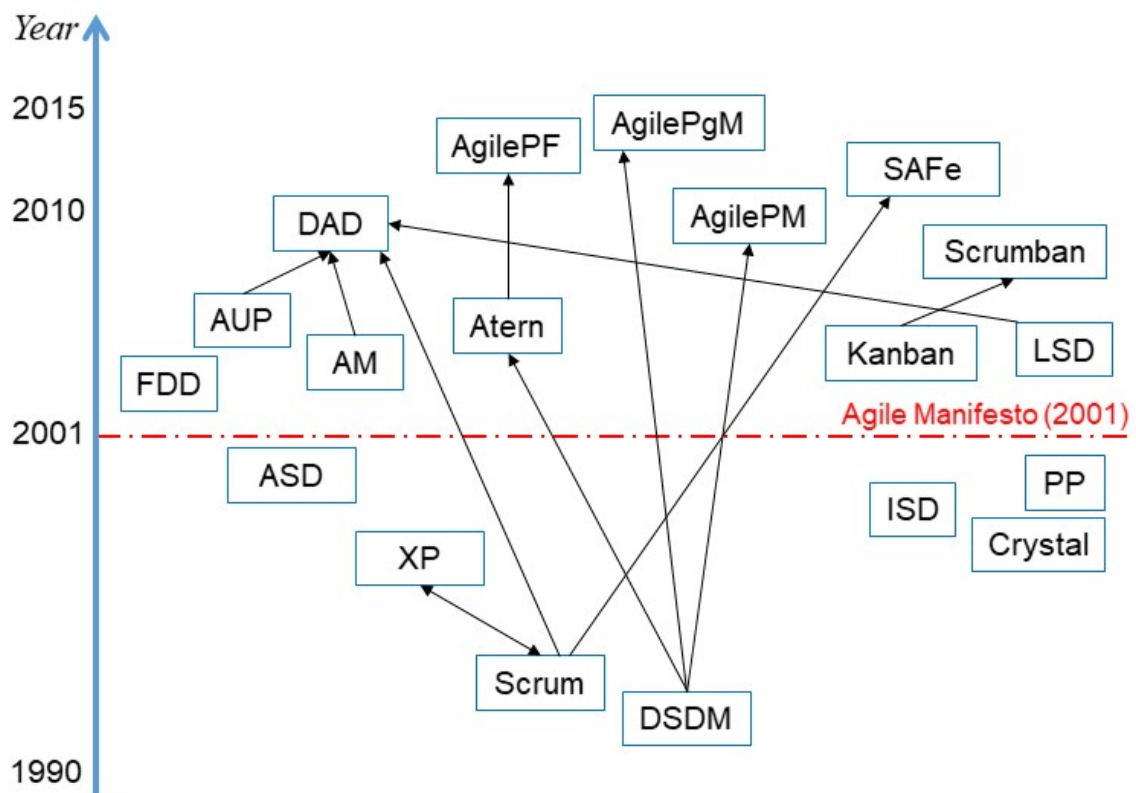 Year
2015
AgilePgM
AgilePF
SAFe
2010
AgilePM
DAD
Scrumban
AUP
Atern
AM
Kanban
LSD
FDD
Agile Manifesto (2001)
2001
ASD
PP
ISD
XP
Crystal
Scrum
DSDM
1990